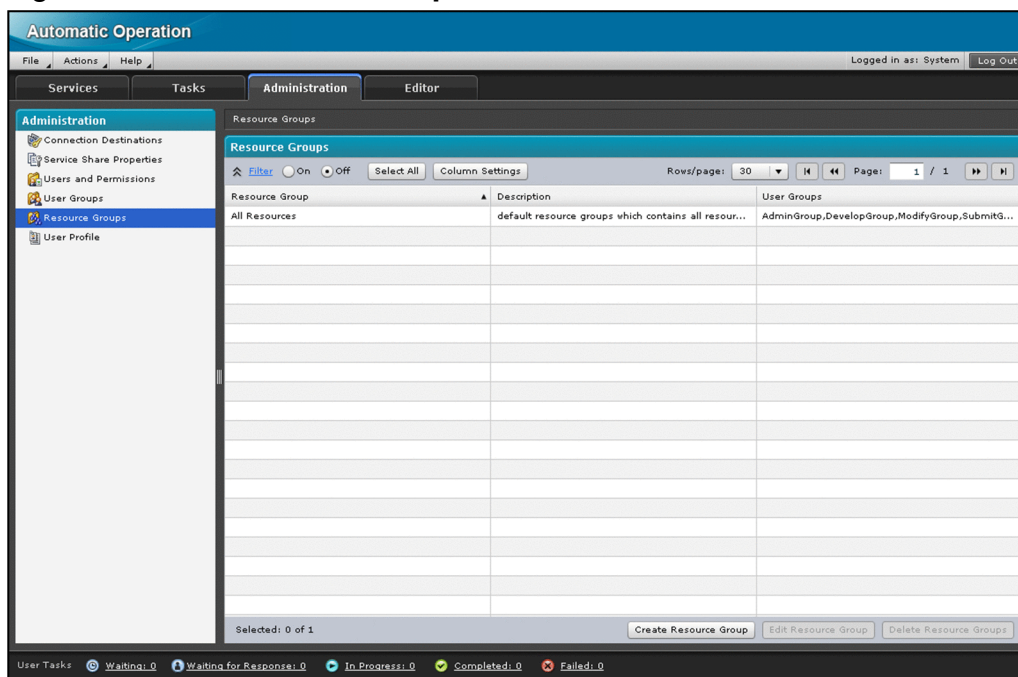 Automatic Operation
File Actions Help Logged in as: System Log Out
Services Tasks Administration Editor
Administration
Connection Destinations
Service Share Properties
Users and Permissions
User Groups
Resource Groups
User Profile
Resource Groups
Resource Groups
Filter On Off Select All Column Settings Rows/page: 30 Page: 1 / 1
Resource Group Description User Groups
All Resources default resource groups which contains all resour... AdminGroup,DevelopGroup,ModifyGroup,SubmitG...
Selected: 0 of 1 Create Resource Group Edit Resource Group Delete Resource Groups
User Tasks Waiting: 0 Waiting for Response: 0 In Progress: 0 Completed: 0 Failed: 0